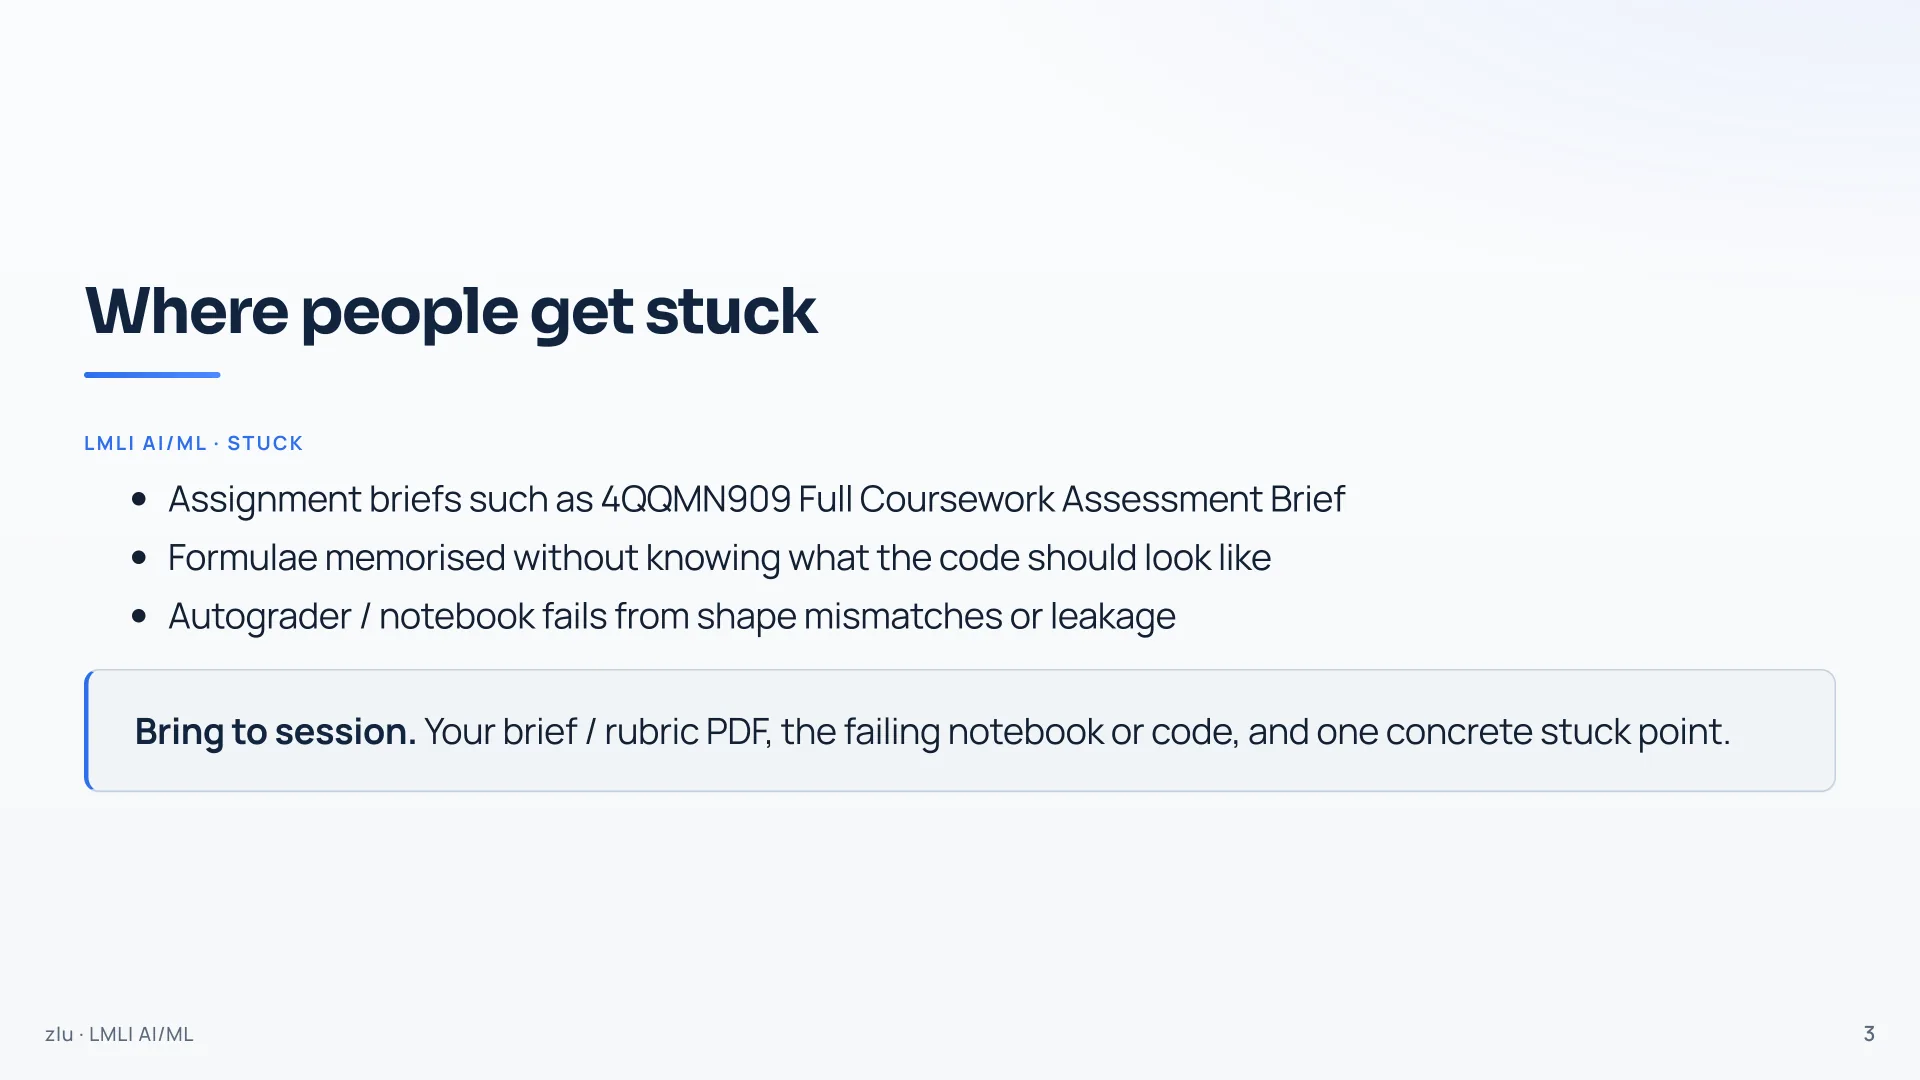 Where people get stuck
LMLI AI/ML · STUCK
• Assignment briefs such as 4QQMN909 Full Coursework Assessment Brief
• Formulae memorised without knowing what the code should look like
• Autograder / notebook fails from shape mismatches or leakage
Bring to session. Your brief / rubric PDF, the failing notebook or code, and one concrete stuck point.
zlu · LMLI AI/ML
3